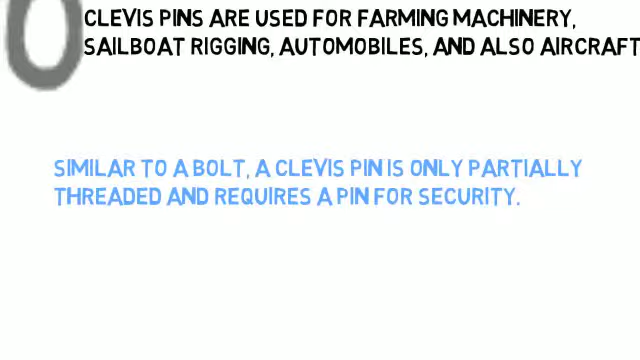 CLEVIS PINS ARE USED FOR FARMING MACHINERY,
SAILBOAT RIGGING, AUTOMOBILES, AND ALSO AIRCRAFT
SIMILAR TO A BOLT, A CLEVIS PIN IS ONLY PARTIALLY
THREADED AND REQUIRES A PIN FOR SECURITY.